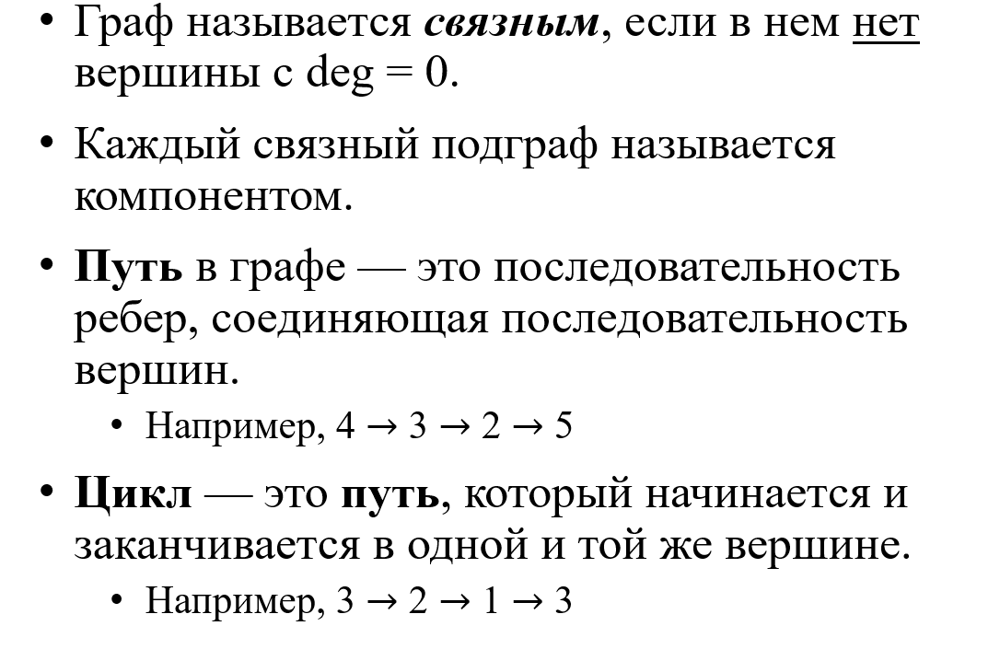 • Граф называется связным, если в нем нет
вершины с deg = 0.
• Каждый связный подграф называется
компонентом.
• Путь в графе — это последовательность
ребер, соединяющая последовательность
вершин.
• Например, 4 → 3 → 2 → 5
• Цикл — это путь, который начинается и
заканчивается в одной и той же вершине.
• Например, 3 → 2 → 1 → 3